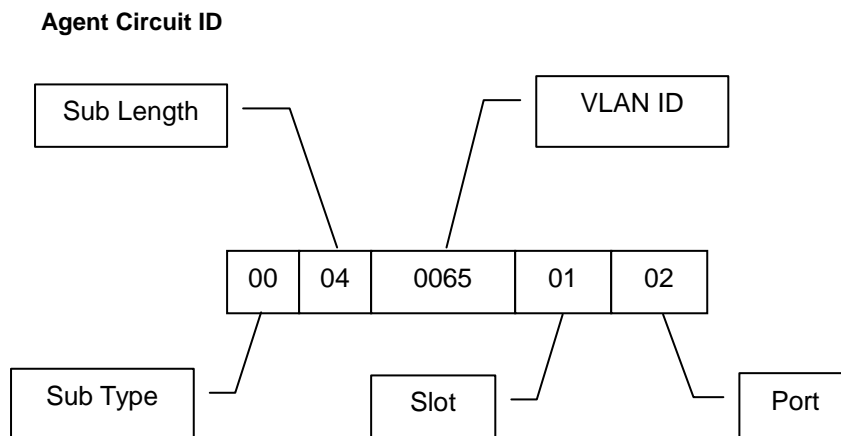 Agent Circuit ID
Sub Length
VLAN ID
00 04 0065 01 02
Sub Type
Slot
Port